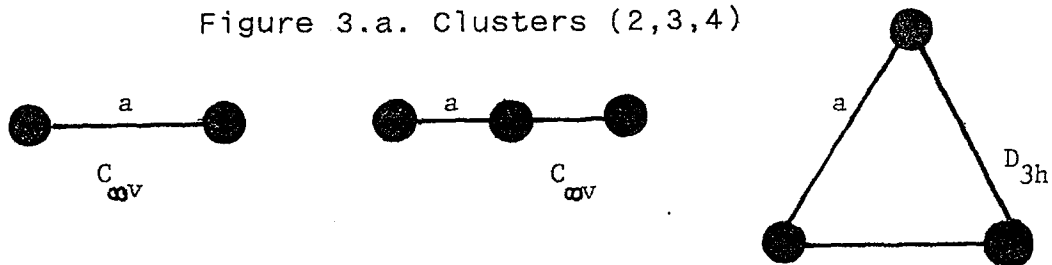 Figure 3.a. Clusters (2,3,4)
a
a
a
C∞v
C∞v
D3h